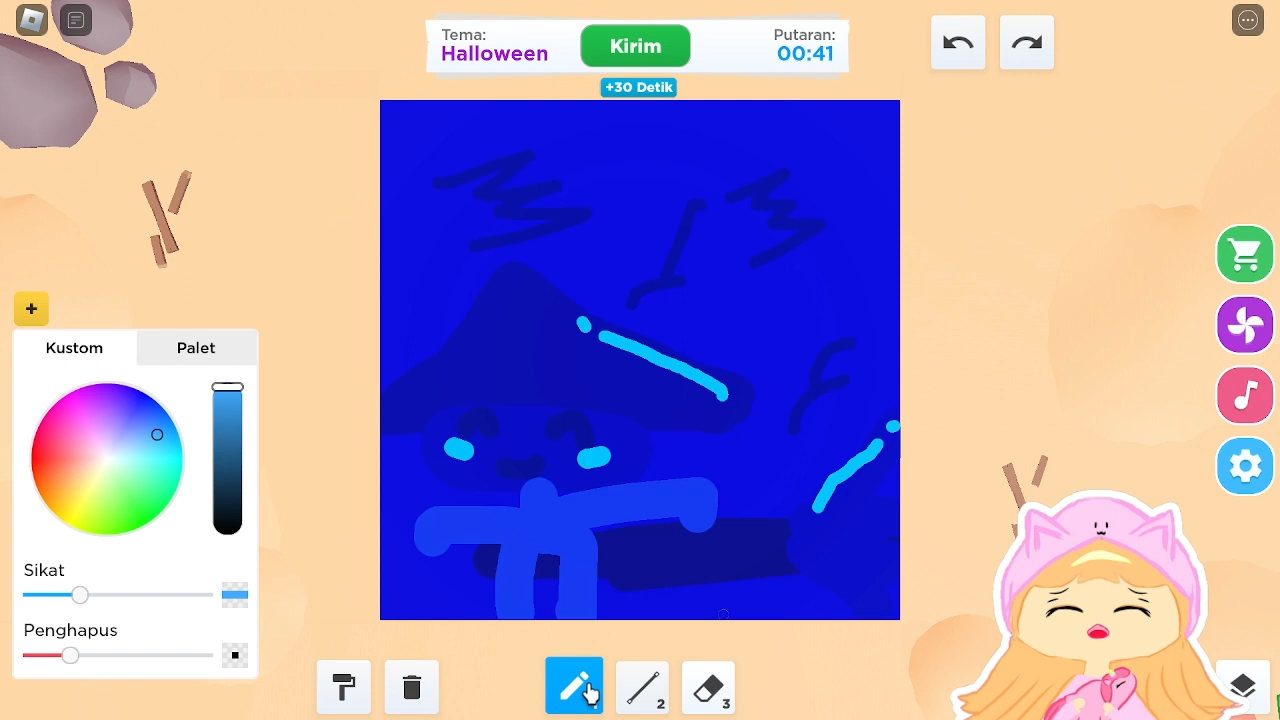 Tema:
Halloween
Kirim
Putaran:
00:41
+30 Detik
+
Kustom
Palet
Sikat
Penghapus
2
3